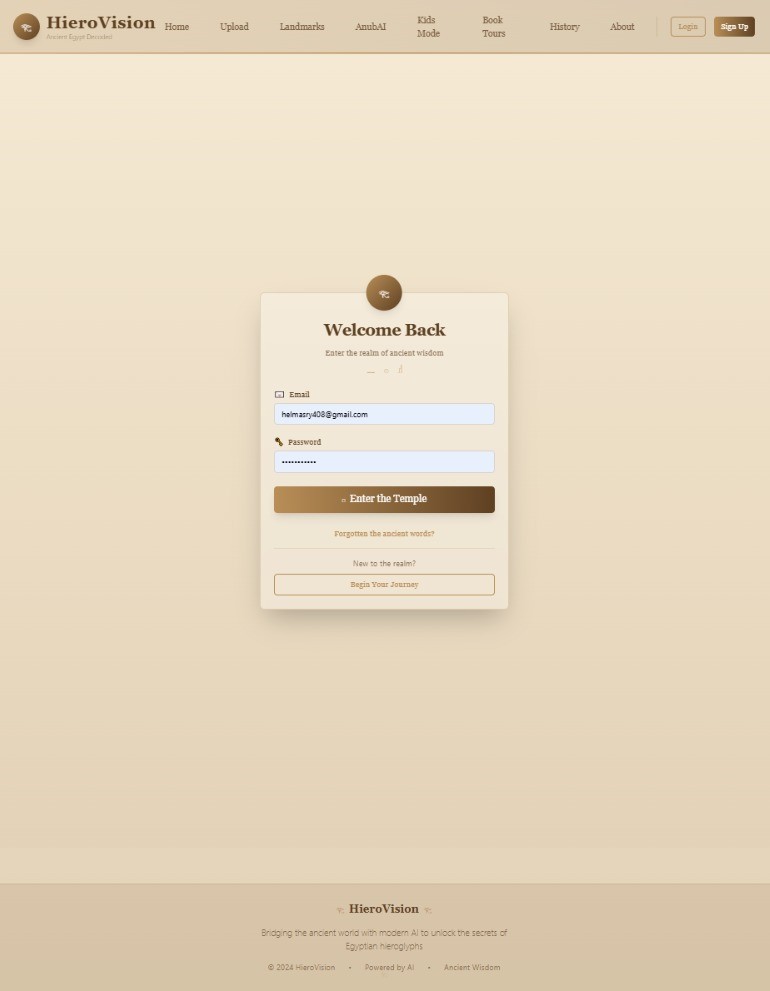 HieroVision
Ancient Egypt Decoded
Home
Upload
Landmarks
AnubAI
Kids
Mode
Book
Tours
History
About
Login
Sign Up
Welcome Back
Enter the realm of ancient wisdom
Email
helmasry408@gmail.com
Password
•••••••••••
Enter the Temple
Forgotten the ancient words?
New to the realm?
Begin Your Journey
HieroVision
Bridging the ancient world with modern AI to unlock the secrets of
Egyptian hieroglyphs
© 2024 HieroVision • Powered by AI • Ancient Wisdom